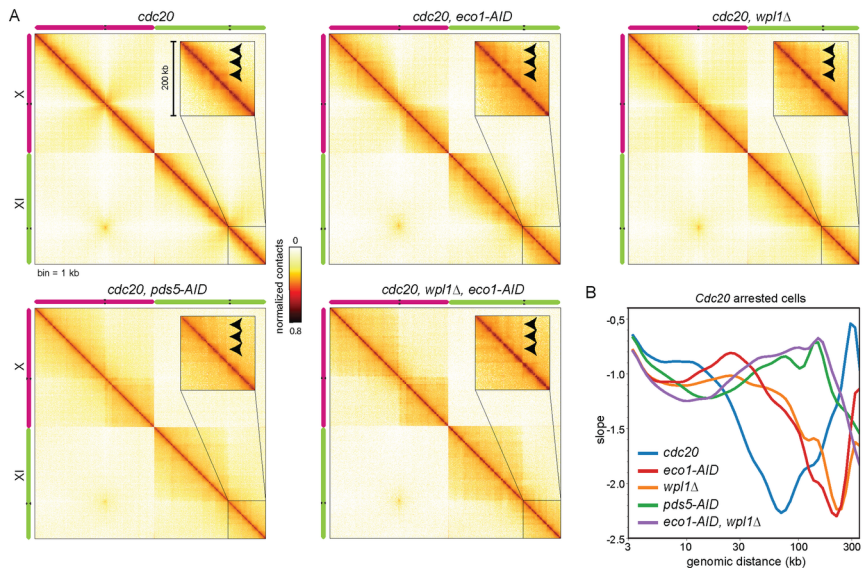 A
cdc20
cdc20, eco1-AID
cdc20, wpl1Δ
200 kb
X
XI
bin = 1 kb
0
normalized contacts
0.8
cdc20, pds5-AID
cdc20, wpl1Δ, eco1-AID
X
XI
B
Cdc20 arrested cells
-0,5
-1.0
-1.5
-2.0
-2.5
slope
cdc20
eco1-AID
wpl1Δ
pds5-AID
eco1-AID, wpl1Δ
3 10 30 100 300
genomic distance (kb)